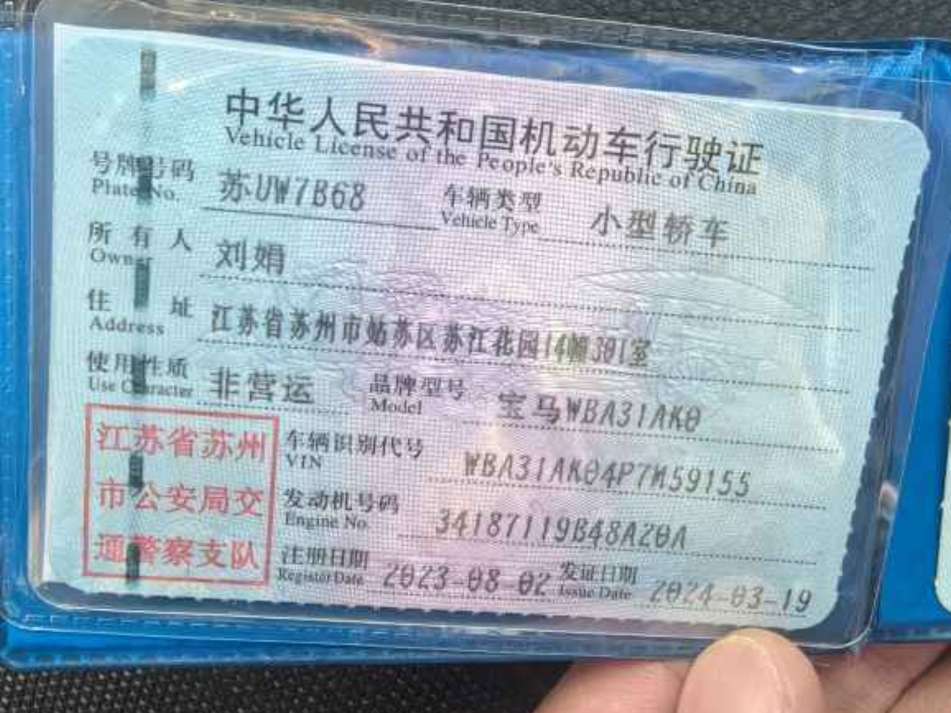 中华人民共和国机动车行驶证
Vehicle License of the People's Republic of China
号牌号码 苏UW7B68 车辆类型 小型轿车
Plate No. Vehicle Type
所有人 刘娟
Owner
住址 江苏省苏州市姑苏区苏江花园14幢301室
Address
使用性质 非营运 品牌型号 宝马WBA31AK0
Use Character Model
江苏省苏州
市公安局交
通警察支队
车辆识别代号 WBA31AK04P7M59155
VIN
发动机号码 34187119B48A20A
Engine No.
注册日期 2023-08-02 发证日期 2024-03-19
Register Date Issue Date